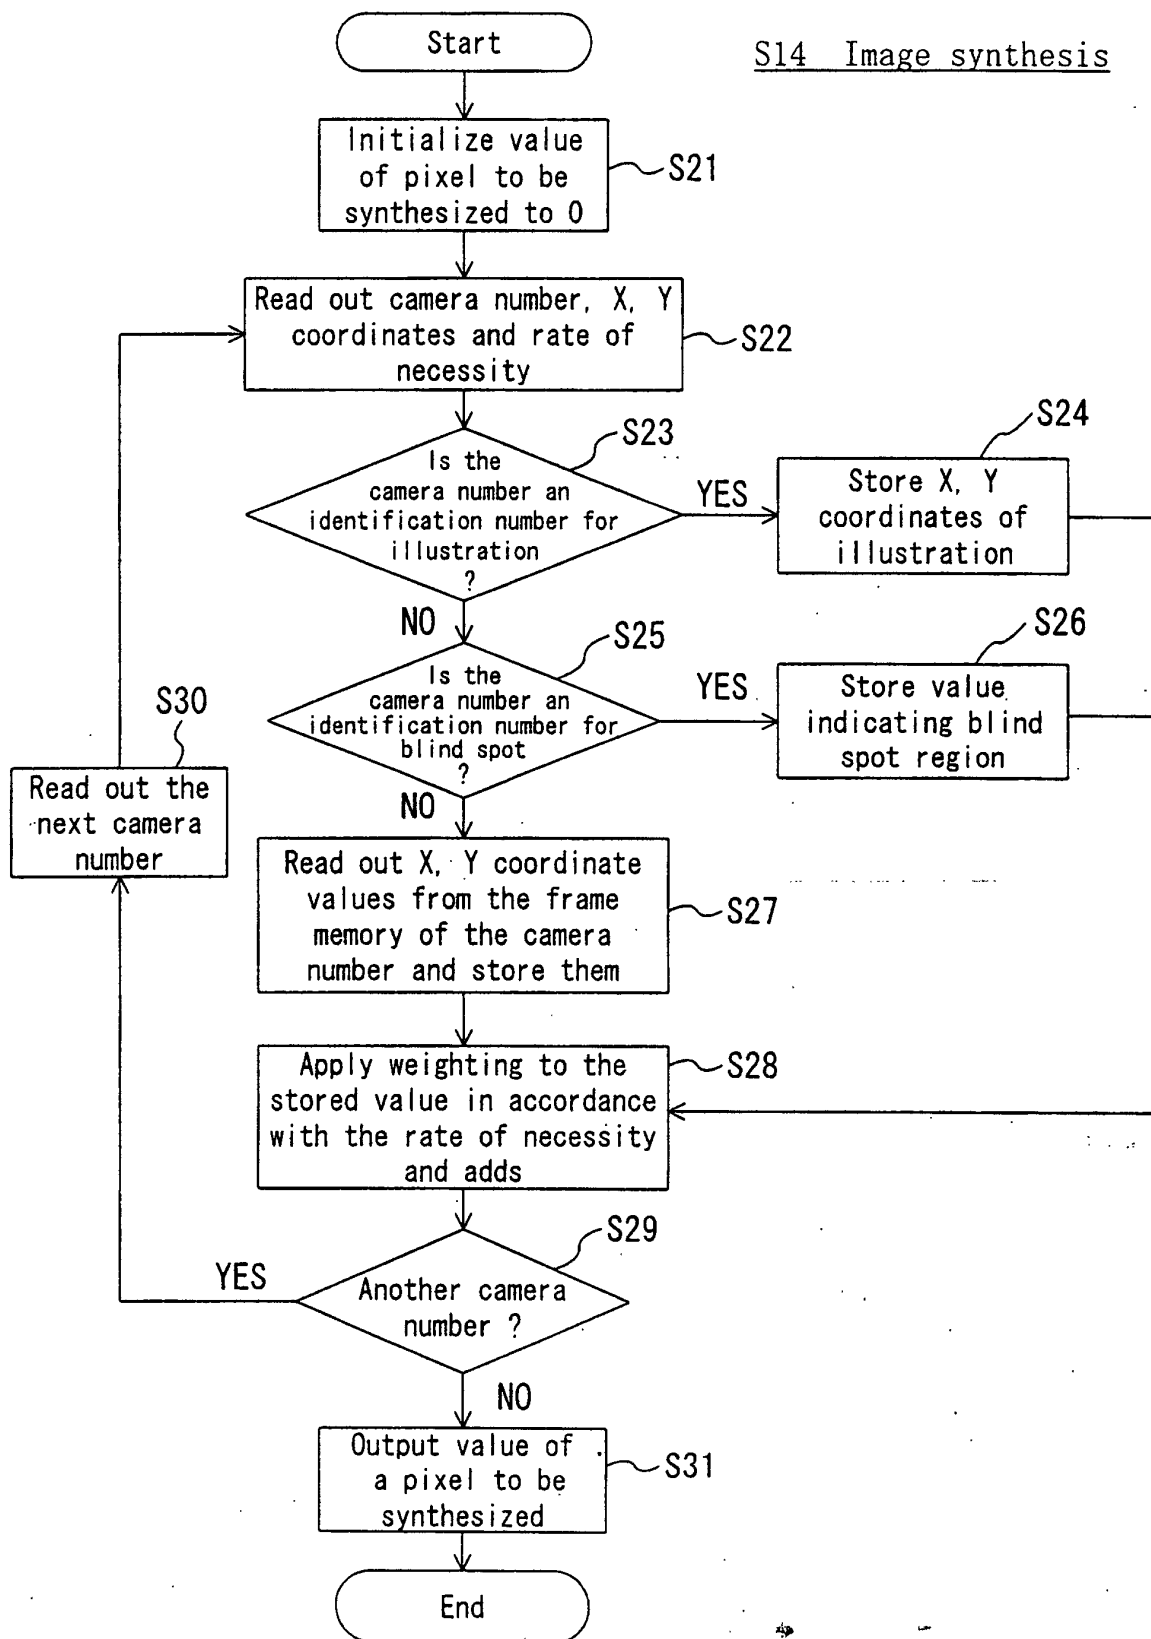 Start
S14 Image synthesis
Initialize value
of pixel to be
synthesized to 0
S21
Read out camera number, X, Y
coordinates and rate of
necessity
S22
S23
Is the
camera number an
identification number for
illustration
?
YES
S24
Store X, Y
coordinates of
illustration
NO
S25
Is the
camera number an
identification number for
blind spot
?
YES
S26
Store value
indicating blind
spot region
NO
S30
Read out the
next camera
number
Read out X, Y coordinate
values from the frame
memory of the camera
number and store them
S27
Apply weighting to the
stored value in accordance
with the rate of necessity
and adds
S28
S29
Another camera
number ?
YES
NO
Output value of
a pixel to be
synthesized
S31
End